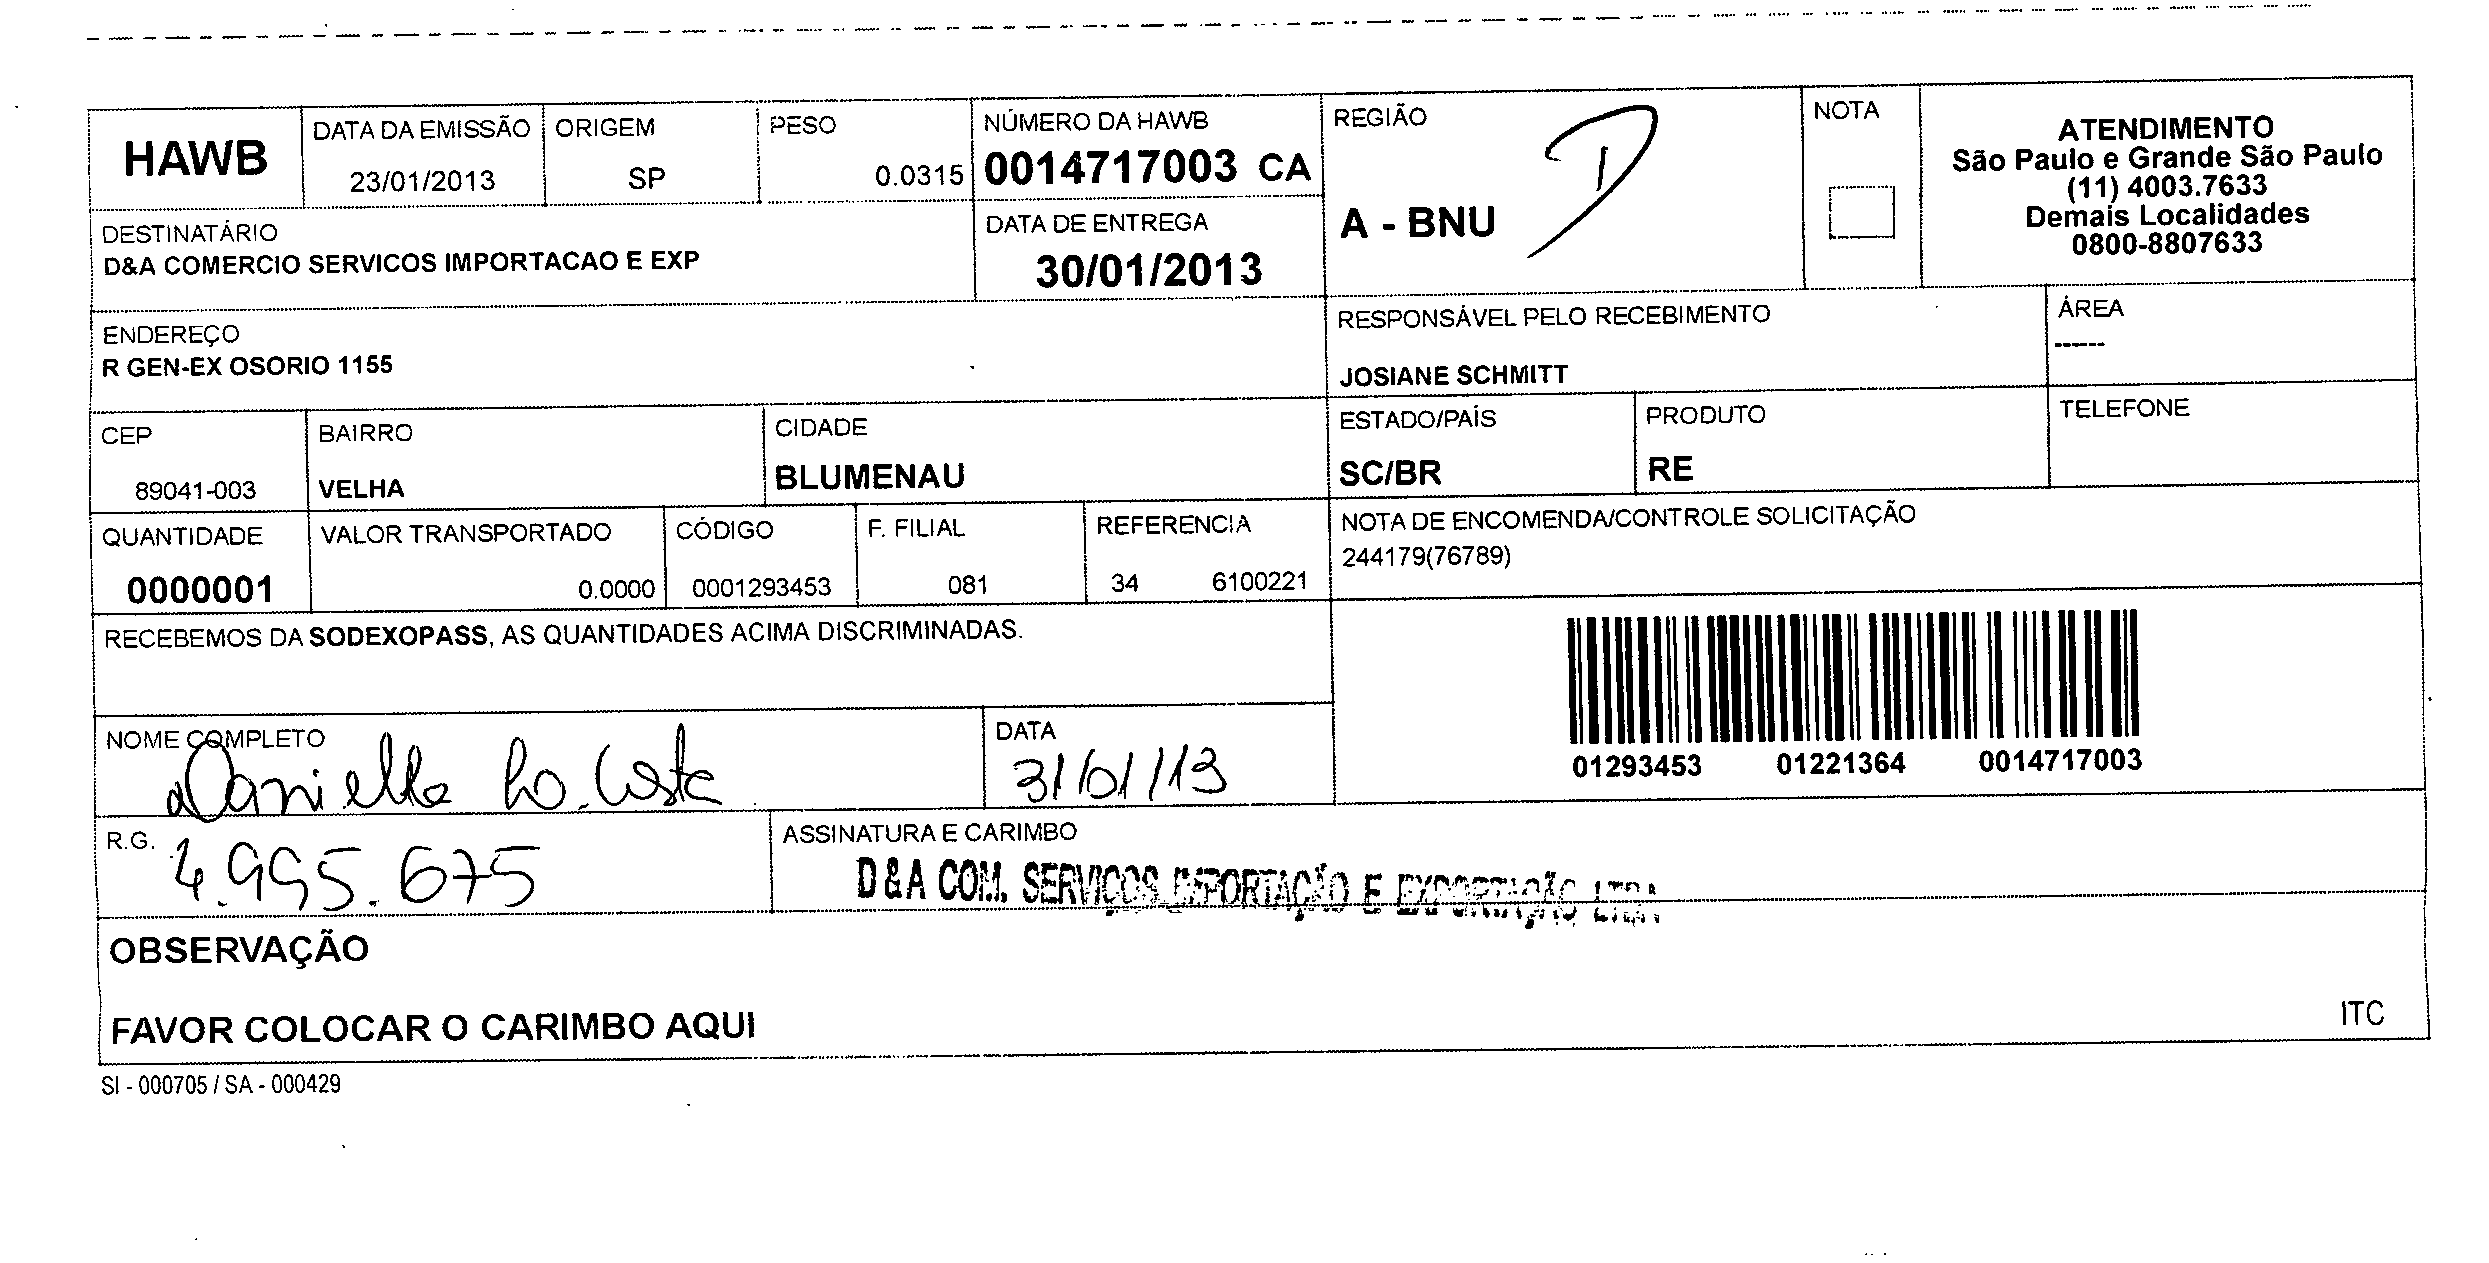 HAWB
DATA DA EMISSÃO
23/01/2013
ORIGEM
SP
PESO
0.0315
NÚMERO DA HAWB
0014717003 CA
REGIÃO
A - BNU
D
NOTA
ATENDIMENTO
São Paulo e Grande São Paulo
(11) 4003.7633
Demais Localidades
0800-8807633
DESTINATÁRIO
D&A COMERCIO SERVICOS IMPORTACAO E EXP
DATA DE ENTREGA
30/01/2013
ENDEREÇO
R GEN-EX OSORIO 1155
RESPONSÁVEL PELO RECEBIMENTO
JOSIANE SCHMITT
ÁREA
------
CEP
89041-003
BAIRRO
VELHA
CIDADE
BLUMENAU
ESTADO/PAÍS
SC/BR
PRODUTO
RE
TELEFONE
QUANTIDADE
0000001
VALOR TRANSPORTADO
0.0000
CÓDIGO
0001293453
F. FILIAL
081
REFERENCIA
34 6100221
NOTA DE ENCOMENDA/CONTROLE SOLICITAÇÃO
244179(76789)
RECEBEMOS DA SODEXOPASS, AS QUANTIDADES ACIMA DISCRIMINADAS.
01293453 01221364 0014717003
NOME COMPLETO
Danielle Costa
DATA
31/01/13
R.G.
4.995.675
ASSINATURA E CARIMBO
D & A COM. SERVIÇOS IMPORTAÇÃO E EXPORTAÇÃO LTDA
OBSERVAÇÃO
FAVOR COLOCAR O CARIMBO AQUI
ITC
SI - 000705 / SA - 000429